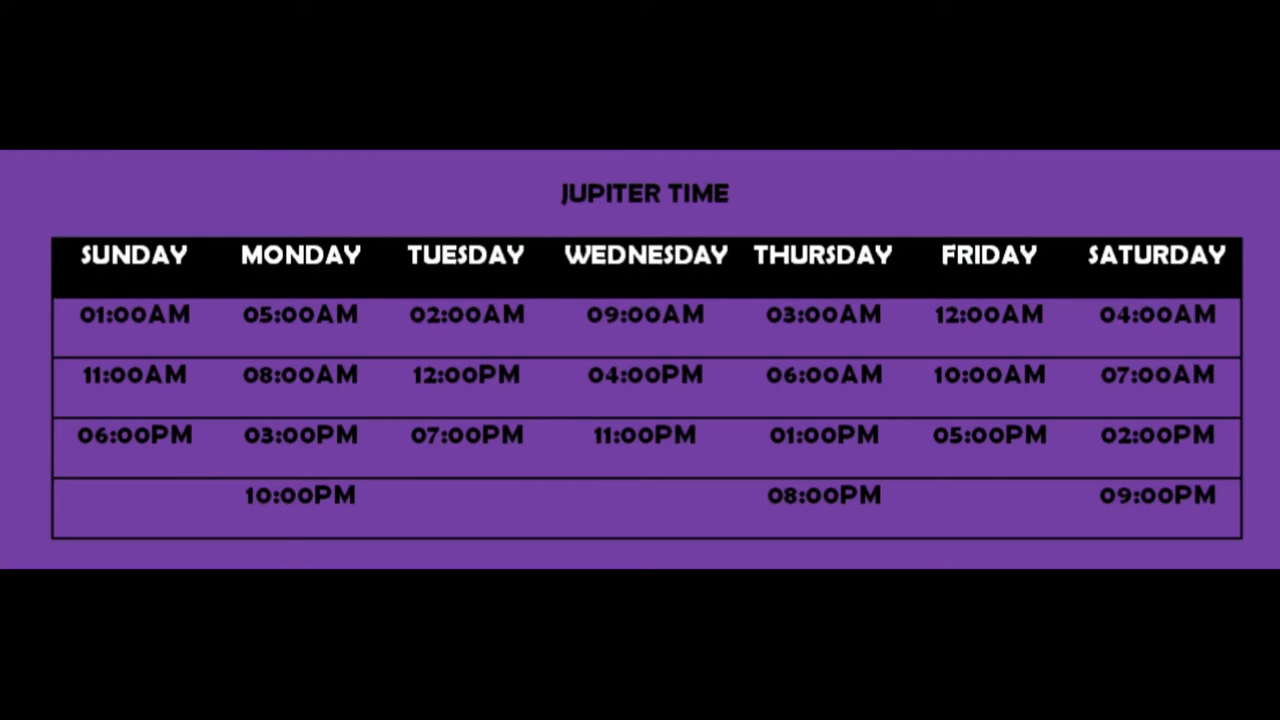 JUPITER TIME
SUNDAY MONDAY TUESDAY WEDNESDAY THURSDAY FRIDAY SATURDAY
01:00AM 05:00AM 02:00AM 09:00AM 03:00AM 12:00AM 04:00AM
11:00AM 08:00AM 12:00PM 04:00PM 06:00AM 10:00AM 07:00AM
06:00PM 03:00PM 07:00PM 11:00PM 01:00PM 05:00PM 02:00PM
10:00PM 08:00PM 09:00PM